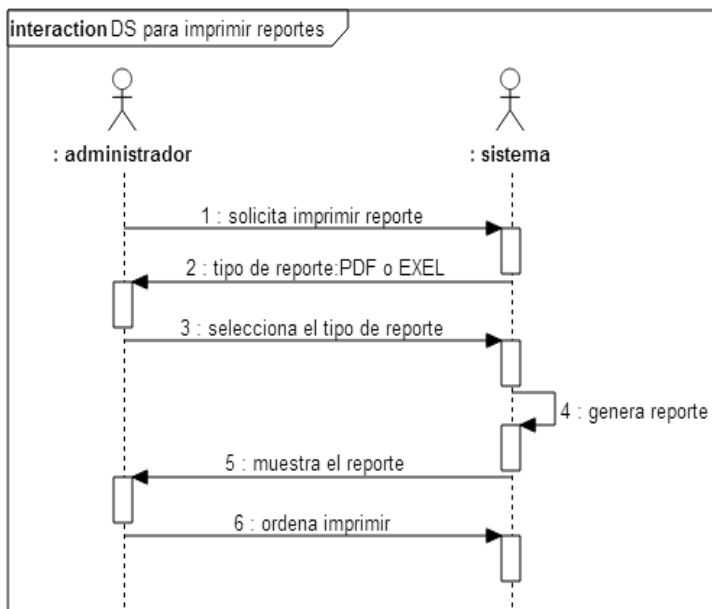 interaction DS para imprimir reportes
: administrador
: sistema
1 : solicita imprimir reporte
2 : tipo de reporte:PDF o EXEL
3 : selecciona el tipo de reporte
4 : genera reporte
5 : muestra el reporte
6 : ordena imprimir